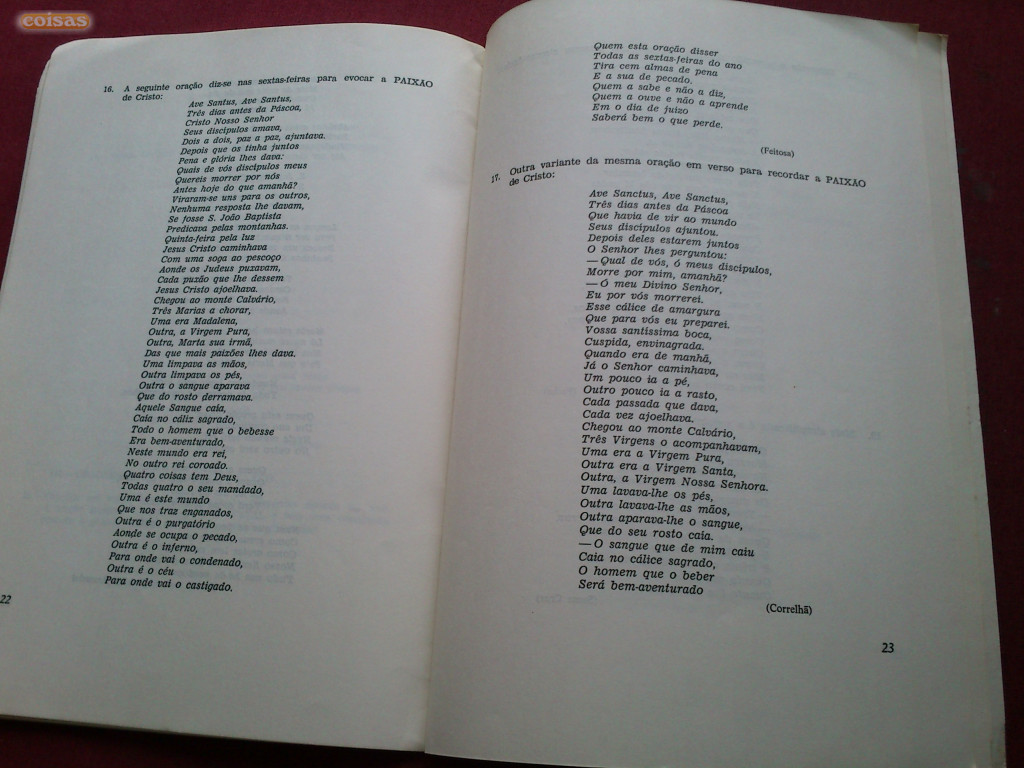 coisas
16. A seguinte oração diz-se nas sextas-feiras para evocar a PAIXÃO
de Cristo:
Ave Santus, Ave Santus,
Três dias antes da Páscoa,
Cristo Nosso Senhor
Seus discípulos amava,
Dois a dois, paz a paz, ajuntava.
Depois que os tinha juntos
Pena e glória lhes dava:
Quais de vós discípulos meus
Quereis morrer por nós
Antes hoje do que amanhã?
Viraram-se uns para os outros,
Nenhuma resposta lhe davam,
Se fosse S. João Baptista
Predicava pelas montanhas.
Quinta-feira pela luz
Jesus Cristo caminhava
Com uma soga ao pescoço
Aonde os Judeus puxavam,
Cada puzão que lhe dessem
Jesus Cristo ajoelhava.
Chegou ao monte Calvário,
Três Marias a chorar,
Uma era Madalena,
Outra, a Virgem Pura,
Outra, Marta sua irmã,
Das que mais paixões lhes dava.
Uma limpava as mãos,
Outra limpava os pés,
Outra o sangue aparava
Que do rosto derramava.
Aquele Sangue caía,
Caía no cálix sagrado,
Todo o homem que o bebesse
Era bem-aventurado,
Neste mundo era rei,
No outro rei coroado.
Quatro coisas tem Deus,
Todas quatro o seu mandado,
Uma é este mundo
Que nos traz enganados,
Outra é o purgatório
Aonde se ocupa o pecado,
Outra é o inferno,
Para onde vai o condenado,
Outra é o céu
Para onde vai o castigado.
22
Quem esta oração disser
Todas as sextas-feiras do ano
Tira cem almas de pena
E a sua de pecado.
Quem a sabe e não a diz,
Quem a ouve e não a aprende
Em o dia de juízo
Saberá bem o que perde.
(Feitosa)
17. Outra variante da mesma oração em verso para recordar a PAIXÃO
de Cristo:
Ave Sanctus, Ave Sanctus,
Três dias antes da Páscoa
Que havia de vir ao mundo
Seus discípulos ajuntou.
Depois deles estarem juntos
O Senhor lhes perguntou:
— Qual de vós, ó meus discípulos,
Morre por mim, amanhã?
— Ó meu Divino Senhor,
Eu por vós morrerei.
Esse cálice de amargura
Que para vós eu preparei.
Vossa santíssima boca,
Cuspida, envinagrada.
Quando era de manhã,
Já o Senhor caminhava,
Um pouco ia a pé,
Outro pouco ia a rasto,
Cada passada que dava,
Cada vez ajoelhava.
Chegou ao monte Calvário,
Três Virgens o acompanhavam,
Uma era a Virgem Pura,
Outra era a Virgem Santa,
Outra, a Virgem Nossa Senhora.
Uma lavava-lhe os pés,
Outra lavava-lhe as mãos,
Outra aparava-lhe o sangue,
Que do seu rosto caía.
— O sangue que de mim caiu
Caía no cálice sagrado,
O homem que o beber
Será bem-aventurado
(Correlhã)
23